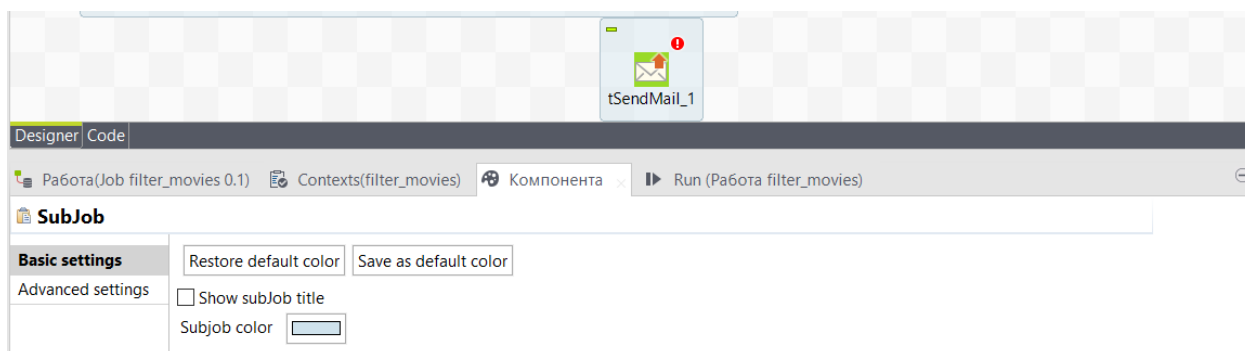 tSendMail_1
Designer Code
Работа(Job filter_movies 0.1) Contexts(filter_movies) Компонента Run (Работа filter_movies)
SubJob
Basic settings Restore default color Save as default color
Advanced settings Show subJob title
Subjob color